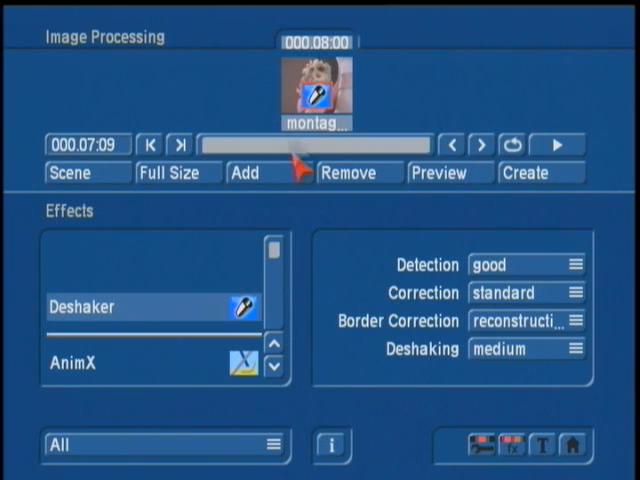 Image Processing
000.08:00
montag...
000.07:09
Scene Full Size Add Remove Preview Create
Effects
Detection good
Correction standard
Deshaker
Border Correction reconstructi...
Deshaking medium
AnimX
All
i
fx T